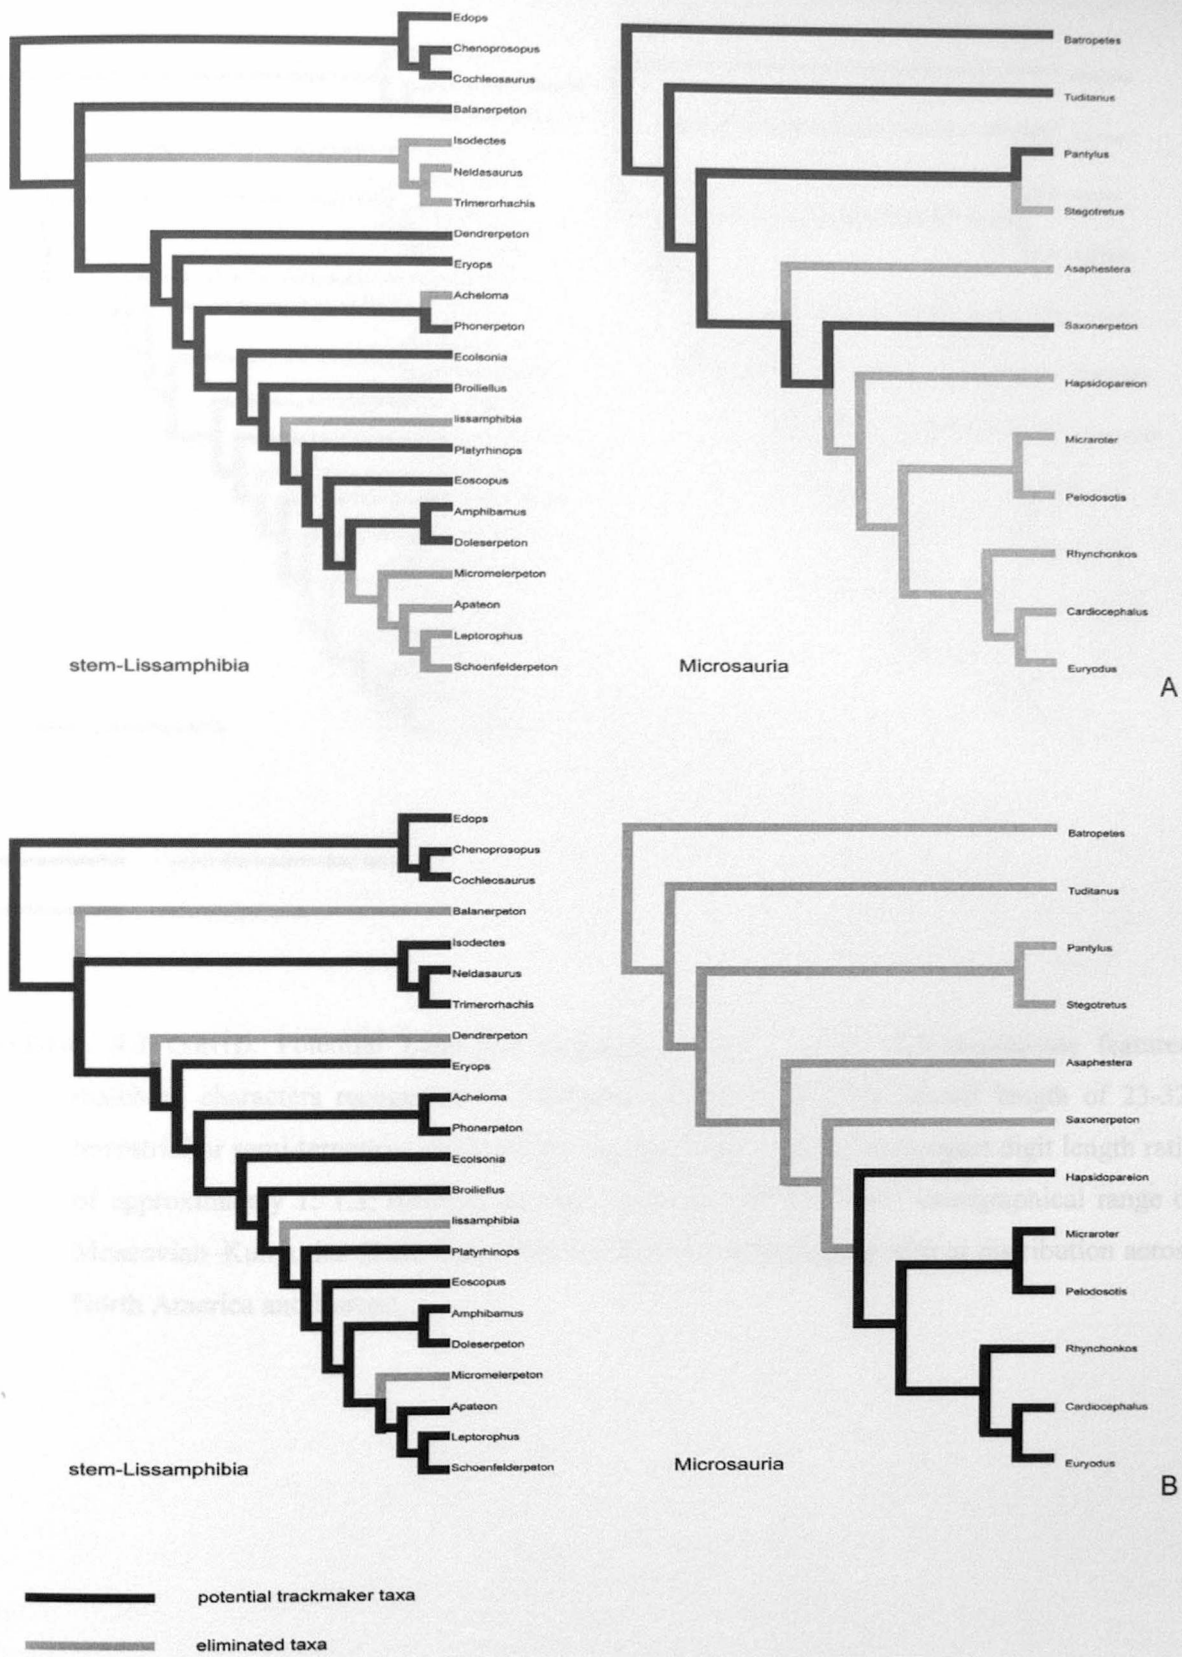 Edops
Chenoprosopus
Cochleosaurus
Balanerpeton
Isodectes
Neldasaurus
Trimerorhachis
Dendrerpeton
Eryops
Acheloma
Phonerpeton
Ecolsonia
Broiliellus
lissamphibia
Platyrhinops
Eoscopus
Amphibamus
Doleserpeton
Micromelerpeton
Apateon
Leptorophus
Schoenfelderpeton
stem-Lissamphibia
Batropetes
Tuditanus
Pantylus
Stegotretus
Asaphestera
Saxonerpeton
Hapsidopareion
Micraroter
Pelodosotis
Rhynchonkos
Cardiocephalus
Euryodus
Microsauria
A
Edops
Chenoprosopus
Cochleosaurus
Balanerpeton
Isodectes
Neldasaurus
Trimerorhachis
Dendrerpeton
Eryops
Acheloma
Phonerpeton
Ecolsonia
Broiliellus
lissamphibia
Platyrhinops
Eoscopus
Amphibamus
Doleserpeton
Micromelerpeton
Apateon
Leptorophus
Schoenfelderpeton
stem-Lissamphibia
Batropetes
Tuditanus
Pantylus
Stegotretus
Asaphestera
Saxonerpeton
Hapsidopareion
Micraroter
Pelodosotis
Rhynchonkos
Cardiocephalus
Euryodus
Microsauria
B
potential trackmaker taxa
eliminated taxa